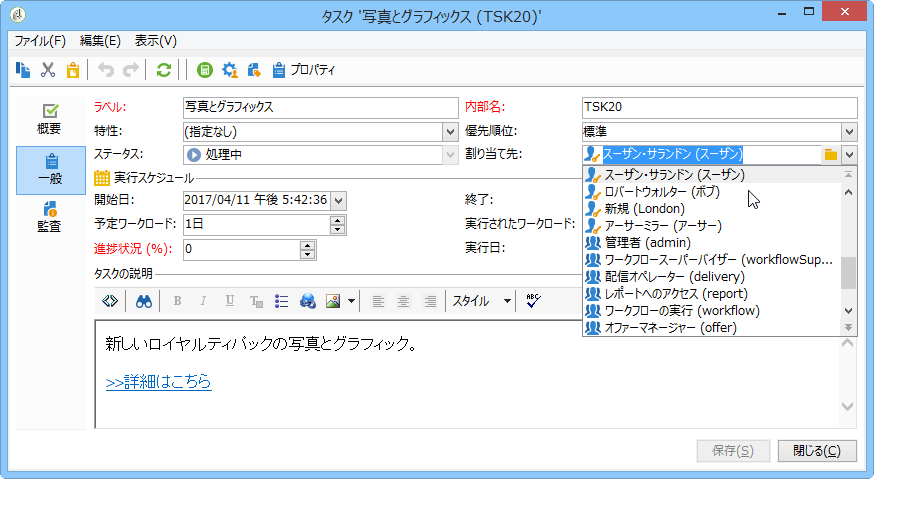 タスク '写真とグラフィックス (TSK20)'
ファイル(F) 編集(E) 表示(V)
プロパティ
概要
一般
監査
ラベル: 写真とグラフィックス 内部名: TSK20
特性: (指定なし) 優先順位: 標準
ステータス: 処理中 割り当て先: スーザン・サランドン (スーザン)
実行スケジュール
開始日: 2017/04/11 午後 5:42:36 終了:
予定ワークロード: 1日 実行されたワークロード:
進捗状況 (%): 0 実行日:
スーザン・サランドン (スーザン)
ロバートウォルター (ボブ)
新規 (London)
アーサーミラー (アーサー)
管理者 (admin)
ワークフロースーパーバイザー (workflowSup...
配信オペレーター (delivery)
レポートへのアクセス (report)
ワークフローの実行 (workflow)
オファーマネージャー (offer)
タスクの説明
B I U T スタイル ABC
新しいロイヤルティパックの写真とグラフィック。
>>詳細はこちら
保存(S) 閉じる(C)